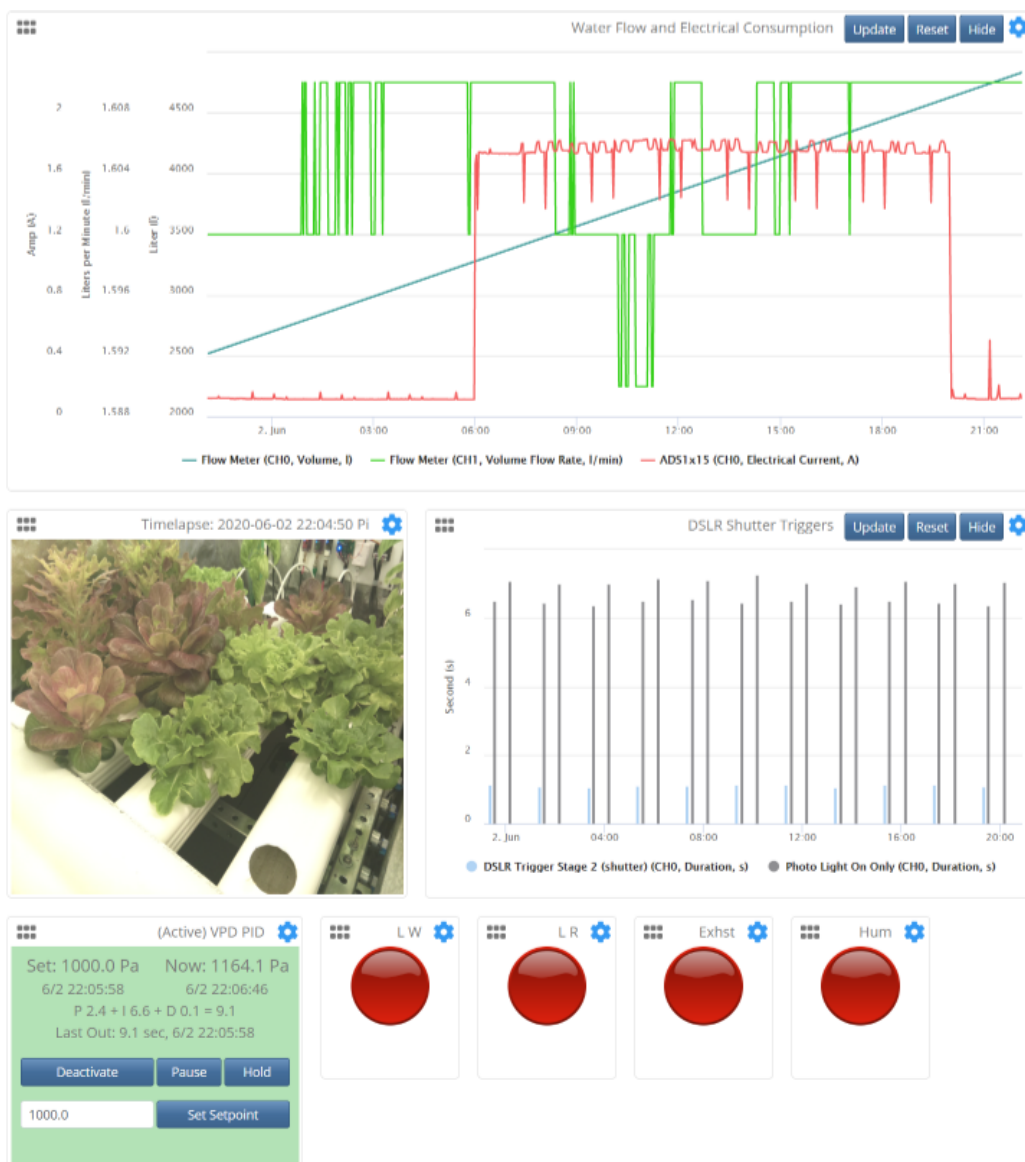 Water Flow and Electrical Consumption Update Reset Hide
2 1.608 4500
1.6 1.604 4000
1.2 1.6 3500
0.8 1.596 3000
0.4 1.592 2500
0 1.588 2000
Amp (A)
Liters per Minute (l/min)
Liter (l)
2. Jun 03:00 06:00 09:00 12:00 15:00 18:00 21:00
Flow Meter (CH0, Volume, l) Flow Meter (CH1, Volume Flow Rate, l/min) ADS1x15 (CH0, Electrical Current, A)
Timelapse: 2020-06-02 22:04:50 Pi
DSLR Shutter Triggers Update Reset Hide
6
4
2
0
Second (s)
2. Jun 04:00 08:00 12:00 16:00 20:00
DSLR Trigger Stage 2 (shutter) (CH0, Duration, s) Photo Light On Only (CH0, Duration, s)
(Active) VPD PID
Set: 1000.0 Pa Now: 1164.1 Pa
6/2 22:05:58 6/2 22:06:46
P 2.4 + I 6.6 + D 0.1 = 9.1
Last Out: 9.1 sec, 6/2 22:05:58
Deactivate Pause Hold
1000.0 Set Setpoint
L W
L R
Exhst
Hum